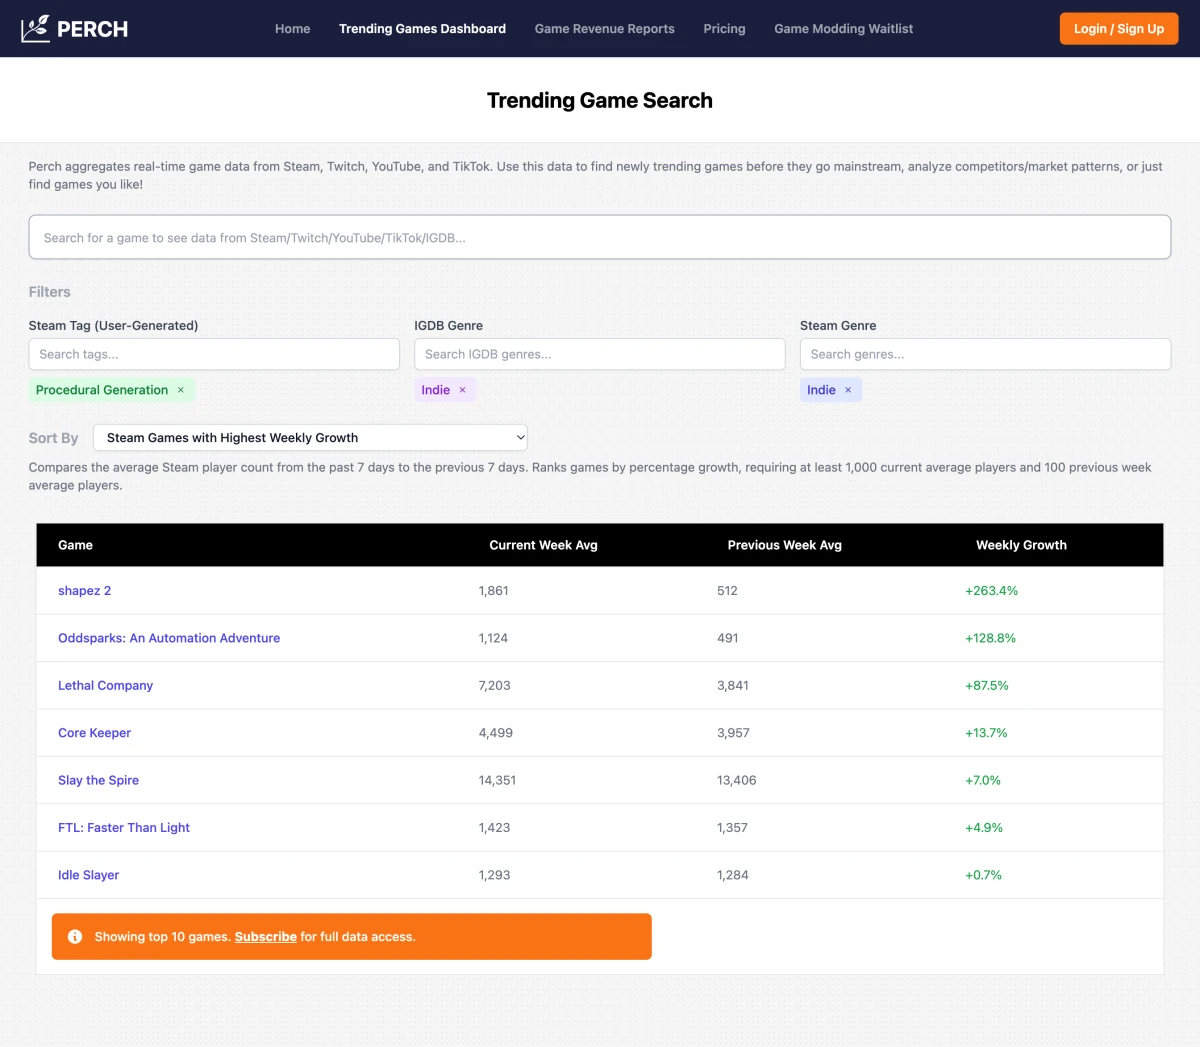 PERCH
Home
Trending Games Dashboard
Game Revenue Reports
Pricing
Game Modding Waitlist
Login / Sign Up
Trending Game Search
Perch aggregates real-time game data from Steam, Twitch, YouTube, and TikTok. Use this data to find newly trending games before they go mainstream, analyze competitors/market patterns, or just
find games you like!
Search for a game to see data from Steam/Twitch/YouTube/TikTok/IGDB...
Filters
Steam Tag (User-Generated)
Search tags...
Procedural Generation ×
IGDB Genre
Search IGDB genres...
Indie ×
Steam Genre
Search genres...
Indie ×
Sort By
Steam Games with Highest Weekly Growth
Compares the average Steam player count from the past 7 days to the previous 7 days. Ranks games by percentage growth, requiring at least 1,000 current average players and 100 previous week
average players.
Game Current Week Avg Previous Week Avg Weekly Growth
shapez 2 1,861 512 +263.4%
Oddsparks: An Automation Adventure 1,124 491 +128.8%
Lethal Company 7,203 3,841 +87.5%
Core Keeper 4,499 3,957 +13.7%
Slay the Spire 14,351 13,406 +7.0%
FTL: Faster Than Light 1,423 1,357 +4.9%
Idle Slayer 1,293 1,284 +0.7%
Showing top 10 games. Subscribe for full data access.